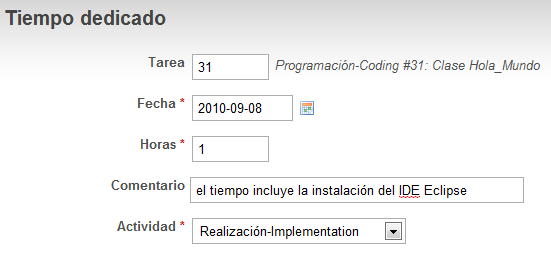 Tiempo dedicado
Tarea 31 Programación-Coding #31: Clase Hola_Mundo
Fecha * 2010-09-08
Horas * 1
Comentario el tiempo incluye la instalación del IDE Eclipse
Actividad * Realización-Implementation